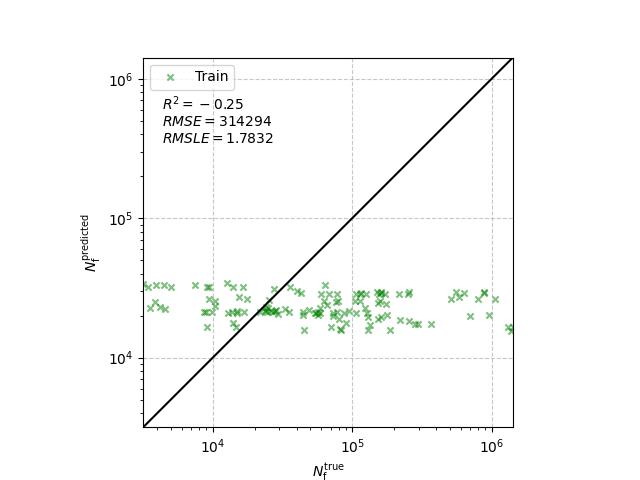 Train
R² = −0.25
RMSE = 314294
RMSLE = 1.7832
10⁶
10⁵
10⁴
N_f^predicted
10⁴ 10⁵ 10⁶
N_f^true